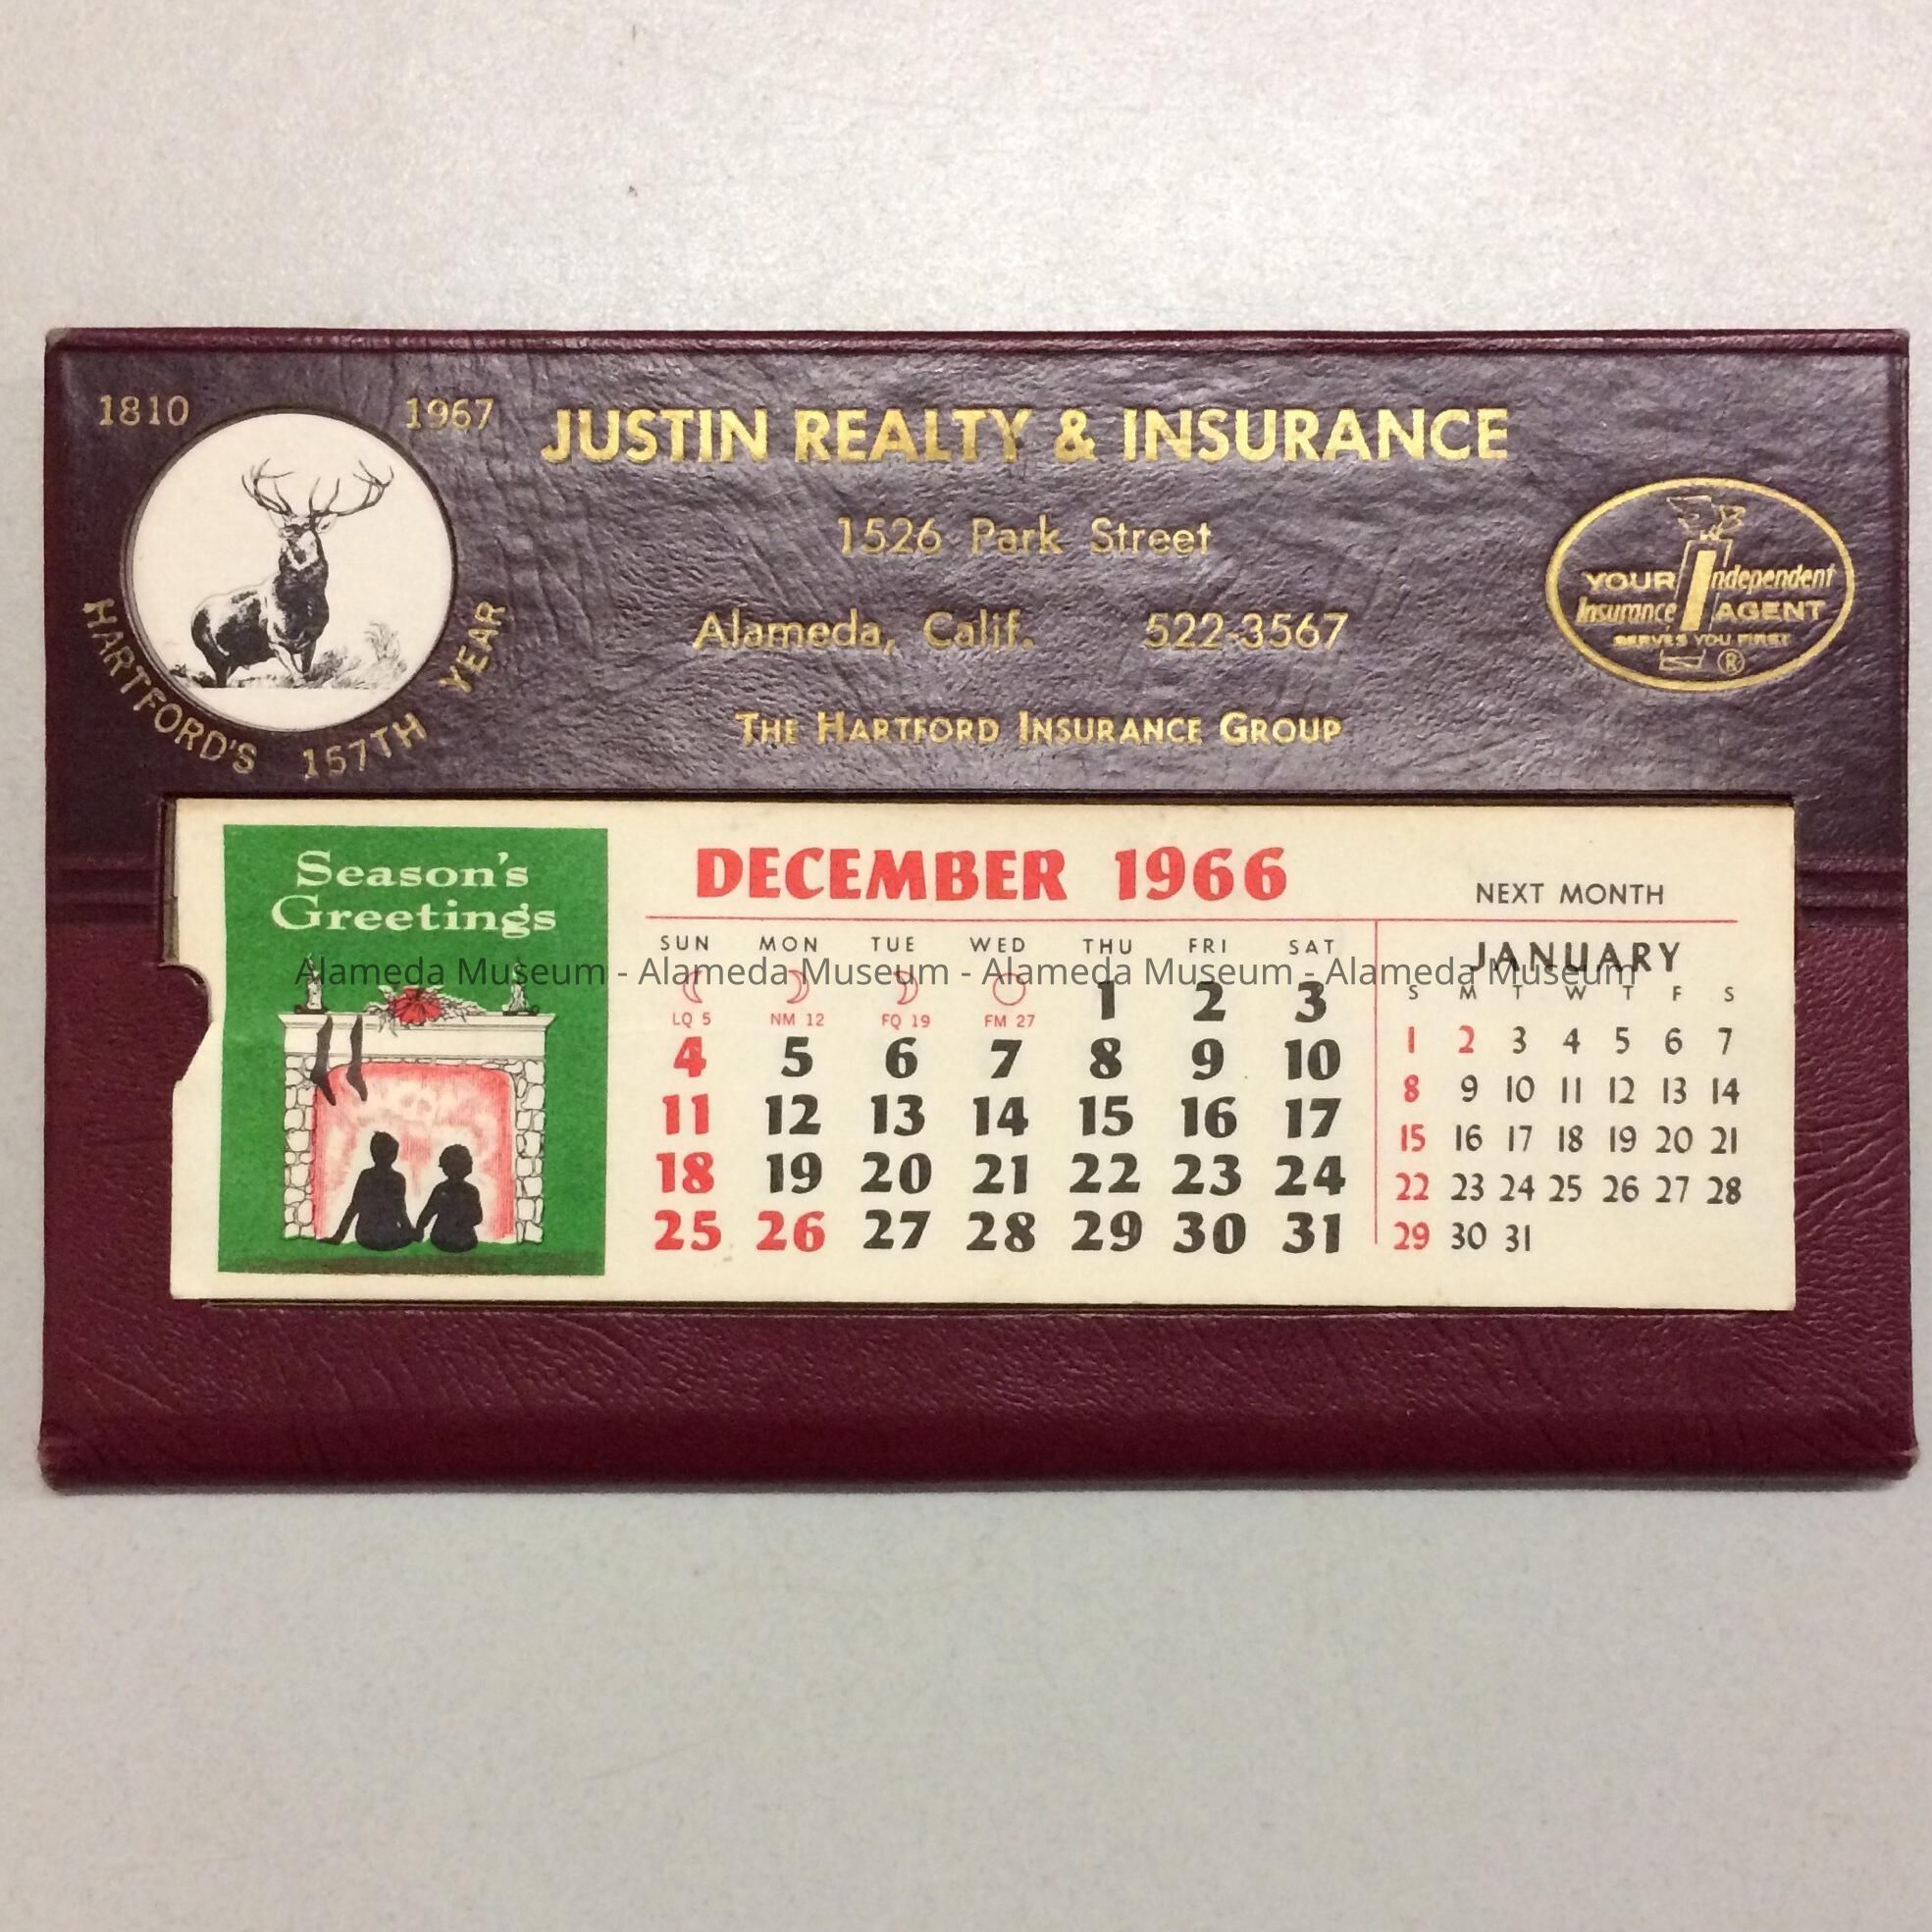 1810 1967
HARTFORD'S 157TH YEAR
JUSTIN REALTY & INSURANCE
1526 Park Street
Alameda, Calif. 522-3567
THE HARTFORD INSURANCE GROUP
YOUR Independent
Insurance AGENT
SERVES YOU FIRST
®
Season's
Greetings
DECEMBER 1966
SUN MON TUE WED THU FRI SAT
LQ 5 NM 12 FQ 19 FM 27 1 2 3
4 5 6 7 8 9 10
11 12 13 14 15 16 17
18 19 20 21 22 23 24
25 26 27 28 29 30 31
NEXT MONTH
JANUARY
S M T W T F S
1 2 3 4 5 6 7
8 9 10 11 12 13 14
15 16 17 18 19 20 21
22 23 24 25 26 27 28
29 30 31
Alameda Museum - Alameda Museum - Alameda Museum - Alameda Museum